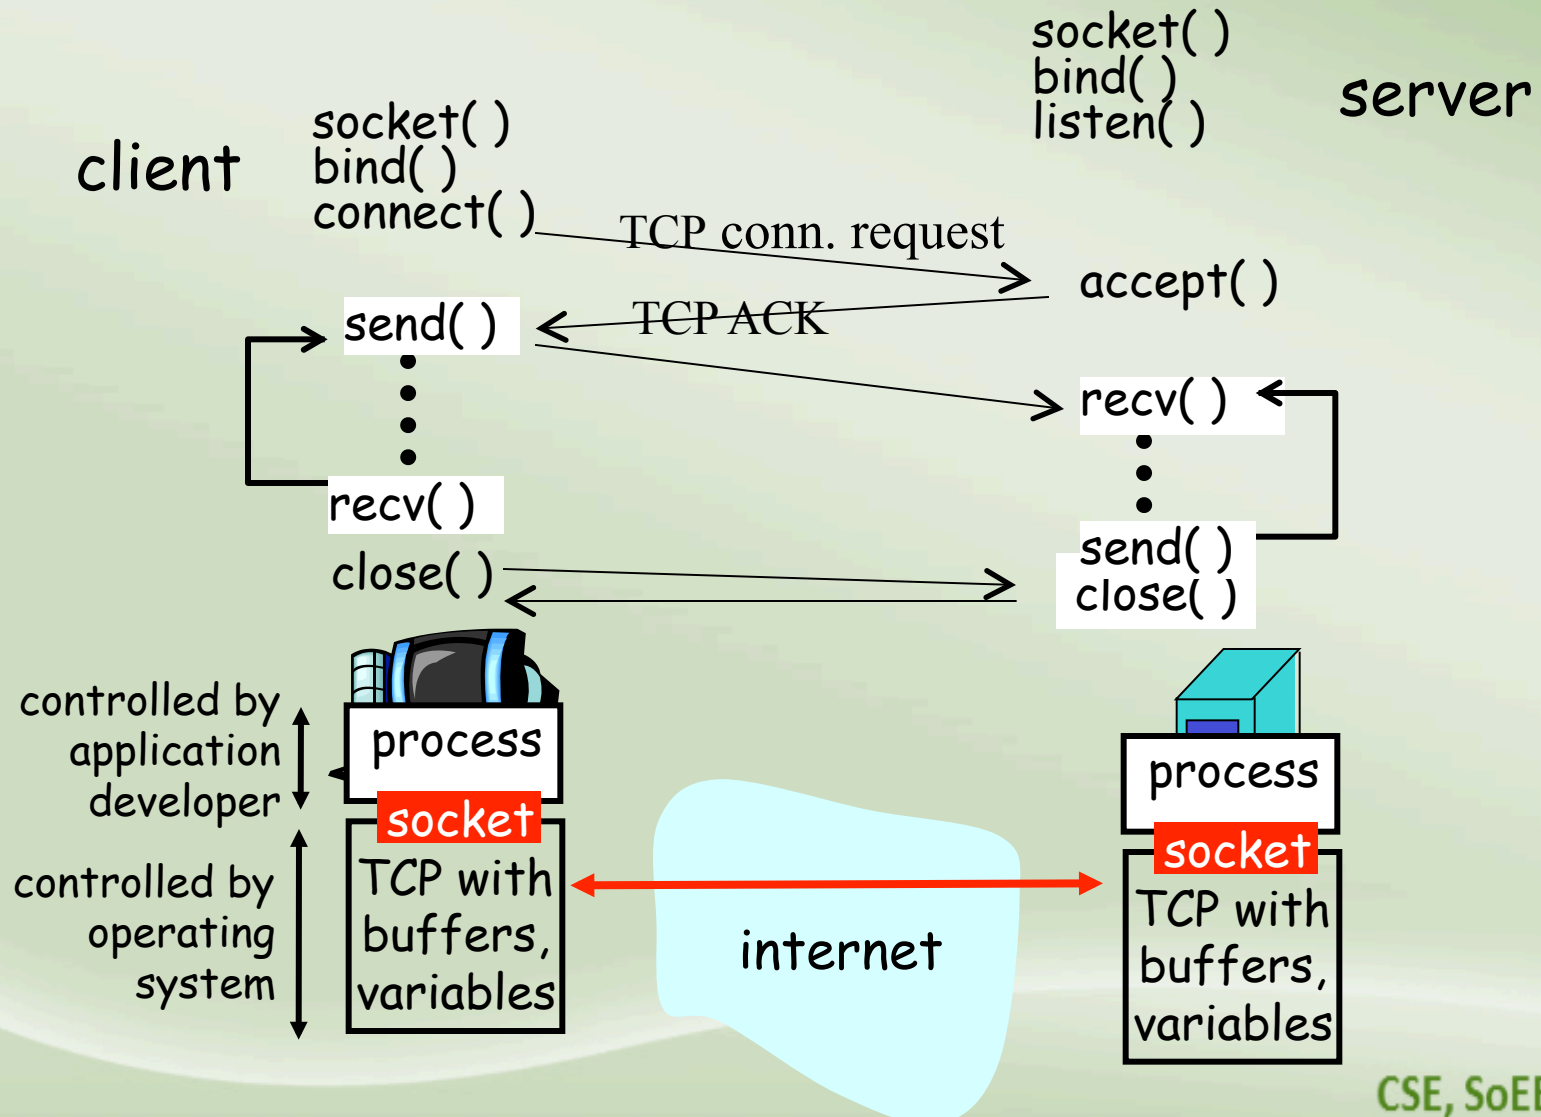 socket( )
bind( )
listen( )
server
client
socket( )
bind( )
connect( )
TCP conn. request
accept( )
TCP ACK
send( )
recv( )
recv( )
send( )
close( )
close( )
controlled by
application
developer
process
socket
controlled by
operating
system
TCP with
buffers,
variables
internet
process
socket
TCP with
buffers,
variables
CSE,